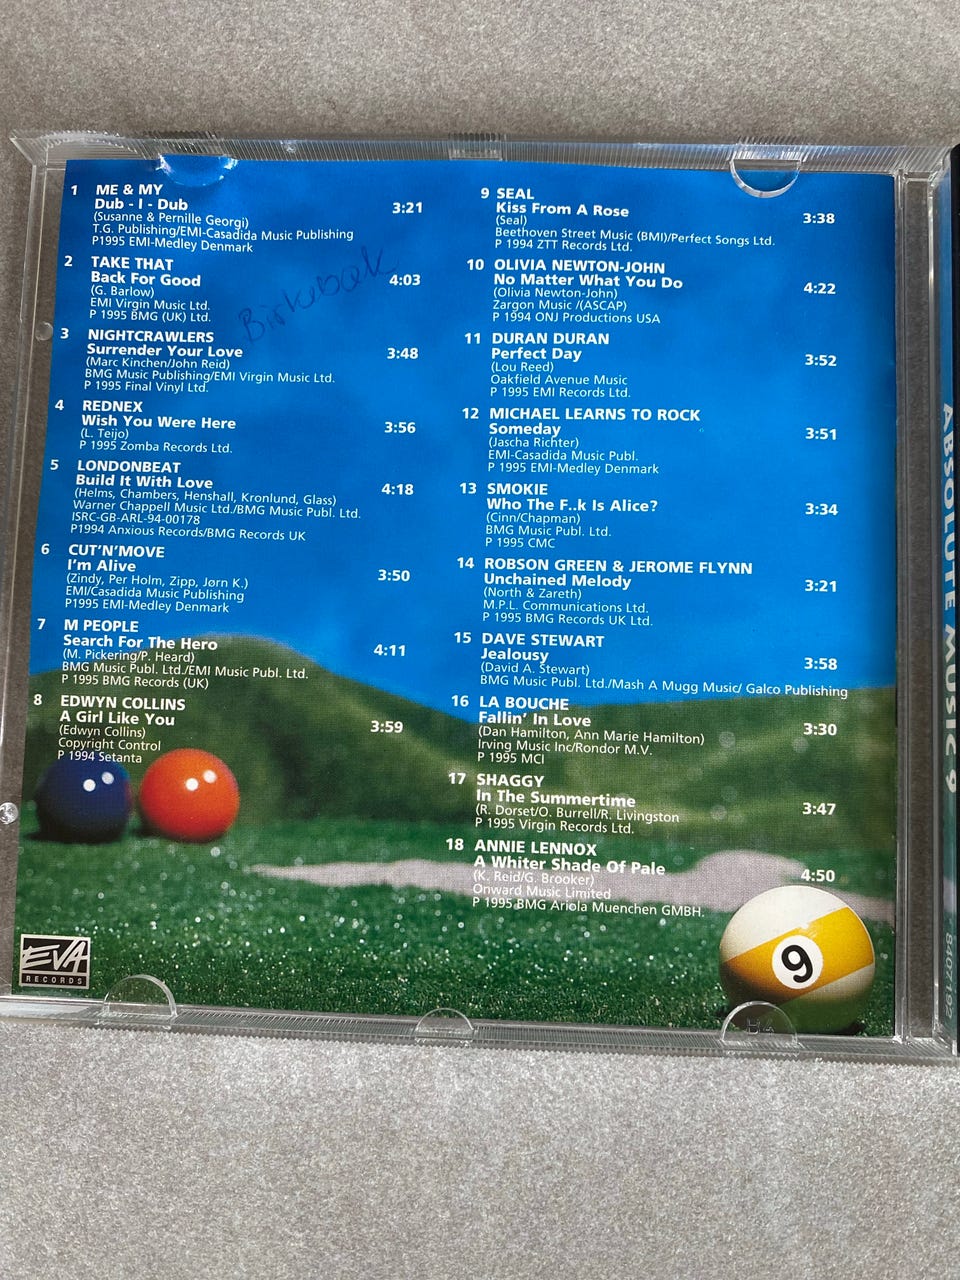 1 ME & MY
Dub - I - Dub 3:21
(Susanne & Pernille Georgi)
T.G. Publishing/EMI-Casadida Music Publishing
P1995 EMI-Medley Denmark
2 TAKE THAT
Back For Good 4:03
(G. Barlow)
EMI Virgin Music Ltd.
P 1995 BMG (UK) Ltd.
Birkebæk
3 NIGHTCRAWLERS
Surrender Your Love 3:48
(Marc Kinchen/John Reid)
BMG Music Publishing/EMI Virgin Music Ltd.
P 1995 Final Vinyl Ltd.
4 REDNEX
Wish You Were Here 3:56
(L. Teijo)
P 1995 Zomba Records Ltd.
5 LONDONBEAT
Build It With Love 4:18
(Helms, Chambers, Henshall, Kronlund, Glass)
Warner Chappell Music Ltd./BMG Music Publ. Ltd.
ISRC-GB-ARL-94-00178
P1994 Anxious Records/BMG Records UK
6 CUT'N'MOVE
I'm Alive 3:50
(Zindy, Per Holm, Zipp, Jørn K.)
EMI/Casadida Music Publishing
P1995 EMI-Medley Denmark
7 M PEOPLE
Search For The Hero 4:11
(M. Pickering/P. Heard)
BMG Music Publ. Ltd./EMI Music Publ. Ltd.
P 1995 BMG Records (UK)
8 EDWYN COLLINS
A Girl Like You 3:59
(Edwyn Collins)
Copyright Control
P 1994 Setanta
9 SEAL
Kiss From A Rose 3:38
(Seal)
Beethoven Street Music (BMI)/Perfect Songs Ltd.
P 1994 ZTT Records Ltd.
10 OLIVIA NEWTON-JOHN
No Matter What You Do 4:22
(Olivia Newton-John)
Zargon Music /(ASCAP)
P 1994 ONJ Productions USA
11 DURAN DURAN
Perfect Day 3:52
(Lou Reed)
Oakfield Avenue Music
P 1995 EMI Records Ltd.
12 MICHAEL LEARNS TO ROCK
Someday 3:51
(Jascha Richter)
EMI-Casadida Music Publ.
P 1995 EMI-Medley Denmark
13 SMOKIE
Who The F..k Is Alice? 3:34
(Cinn/Chapman)
BMG Music Publ. Ltd.
P 1995 CMC
14 ROBSON GREEN & JEROME FLYNN
Unchained Melody 3:21
(North & Zareth)
M.P.L. Communications Ltd.
P 1995 BMG Records UK Ltd.
15 DAVE STEWART
Jealousy 3:58
(David A. Stewart)
BMG Music Publ. Ltd./Mash A Mugg Music/ Galco Publishing
16 LA BOUCHE
Fallin' In Love 3:30
(Dan Hamilton, Ann Marie Hamilton)
Irving Music Inc/Rondor M.V.
P 1995 MCI
17 SHAGGY
In The Summertime 3:47
(R. Dorset/O. Burrell/R. Livingston
P 1995 Virgin Records Ltd.
18 ANNIE LENNOX
A Whiter Shade Of Pale 4:50
(K. Reid/G. Brooker)
Onward Music Limited
P 1995 BMG Ariola Muenchen GMBH.
9
EVA
RECORDS
ABSOLUTE MUSIC 9
8407192